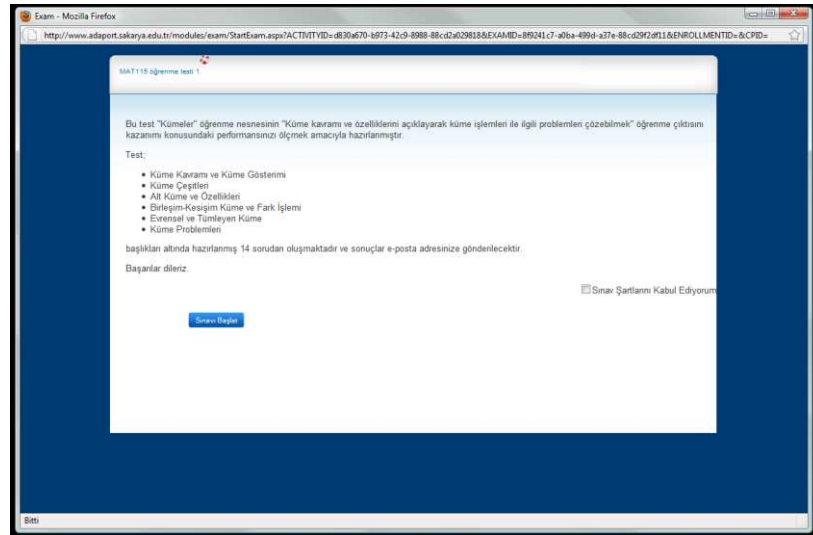 Exam - Mozilla Firefox
http://www.adaport.sakarya.edu.tr/modules/exam/StartExam.aspx?ACTIVITYID=d830a670-b973-42c9-8988-88cd2a029818&EXAMID=8f9241c7-a0ba-499d-a37e-88cd29f2df11&ENROLLMENTID=&CPID=
MAT115 öğrenme testi 1
Bu test "Kümeler" öğrenme nesnesinin "Küme kavramı ve özelliklerini açıklayarak küme işlemleri ile ilgili problemleri çözebilmek" öğrenme çıktısını
kazanımı konusundaki performansınızı ölçmek amacıyla hazırlanmıştır.
Test;
• Küme Kavramı ve Küme Gösterimi
• Küme Çeşitleri
• Alt Küme ve Özellikleri
• Birleşim-Kesişim Küme ve Fark İşlemi
• Evrensel ve Tümleyen Küme
• Küme Problemleri
başlıkları altında hazırlanmış 14 sorudan oluşmaktadır ve sonuçlar e-posta adresinize gönderilecektir.
Başarılar dileriz.
Sınav Şartlarını Kabul Ediyorum
Sınavı Başlat
Bitti